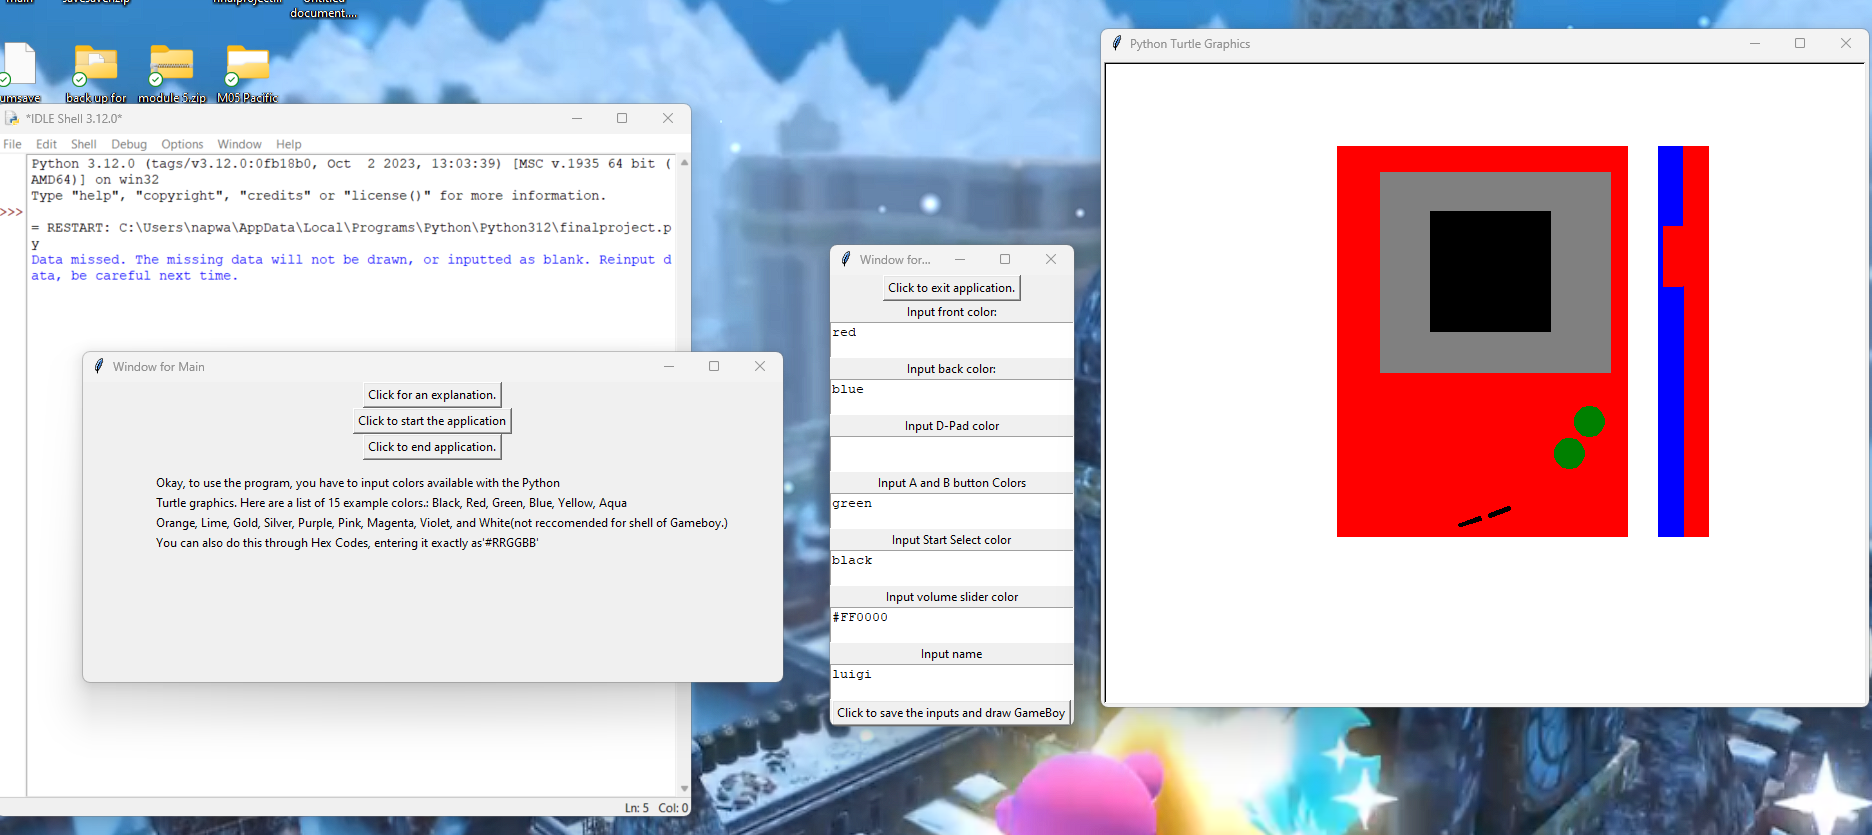 main
savesaven.zip
finalproject...
Untitled
document....
umsave
back up for
module 5.zip
M05 Pacific
*IDLE Shell 3.12.0*
File Edit Shell Debug Options Window Help
Python 3.12.0 (tags/v3.12.0:0fb18b0, Oct  2 2023, 13:03:39) [MSC v.1935 64 bit (
AMD64)] on win32
Type "help", "copyright", "credits" or "license()" for more information.
>>>
= RESTART: C:\Users\napwa\AppData\Local\Programs\Python\Python312\finalproject.p
y
Data missed. The missing data will not be drawn, or inputted as blank. Reinput d
ata, be careful next time.
Ln: 5 Col: 0
Window for Main
Click for an explanation.
Click to start the application
Click to end application.
Okay, to use the program, you have to input colors available with the Python
Turtle graphics. Here are a list of 15 example colors.: Black, Red, Green, Blue, Yellow, Aqua
Orange, Lime, Gold, Silver, Purple, Pink, Magenta, Violet, and White(not reccomended for shell of Gameboy.)
You can also do this through Hex Codes, entering it exactly as'#RRGGBB'
Window for...
Click to exit application.
Input front color:
red
Input back color:
blue
Input D-Pad color
Input A and B button Colors
green
Input Start Select color
black
Input volume slider color
#FF0000
Input name
luigi
Click to save the inputs and draw GameBoy
Python Turtle Graphics